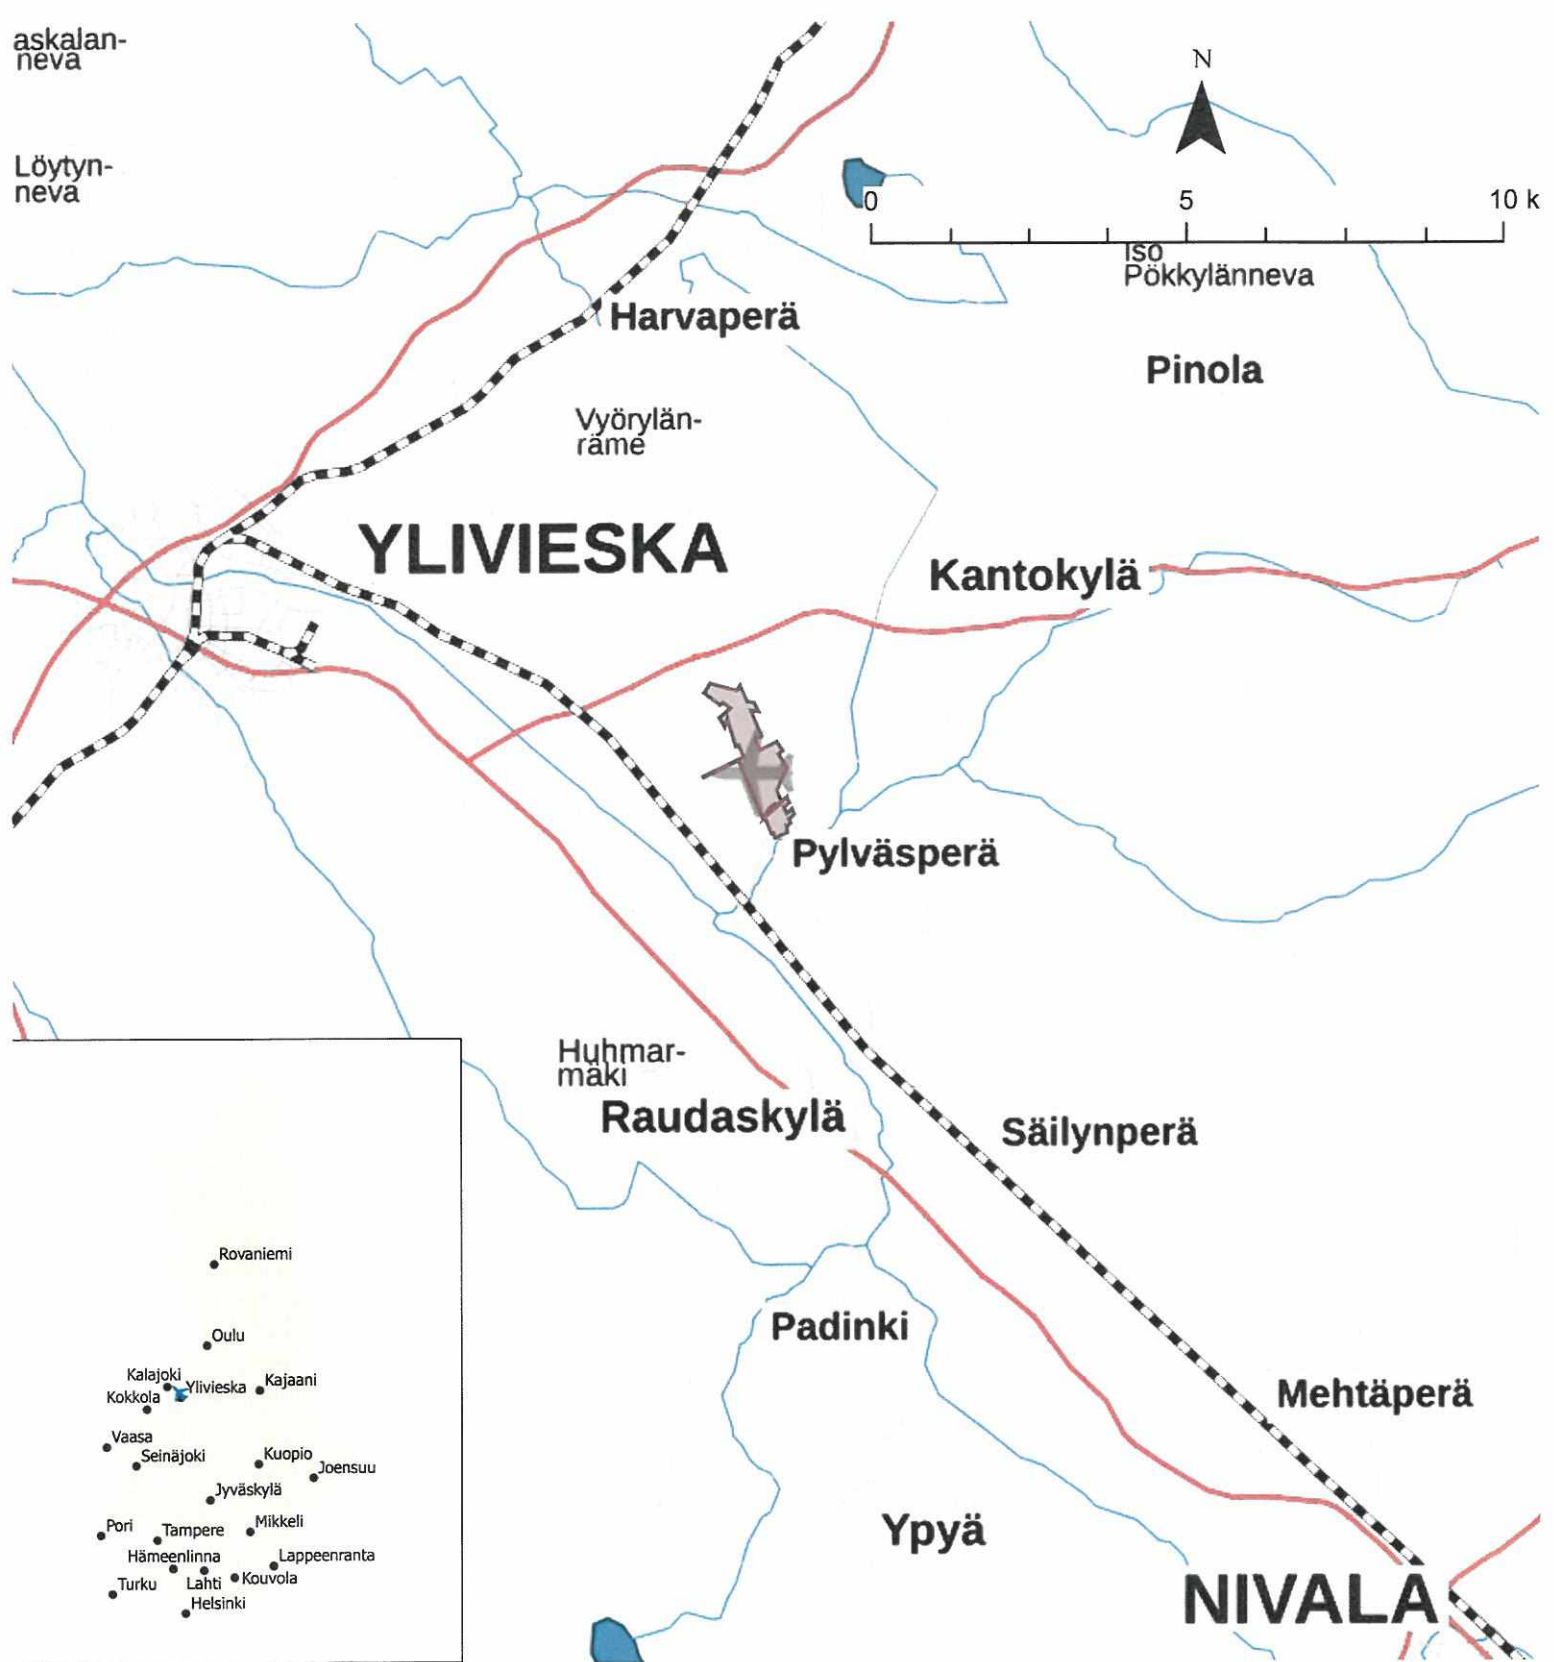 askalan-
neva
N
Löytyn-
neva
0 5 10 k
Iso
Pökkylänneva
Harvaperä
Pinola
Vyörylän-
räme
YLIVIESKA
Kantokylä
Pylväsperä
Huhmar-
mäki
Raudaskylä
Säilynperä
Rovaniemi
Padinki
Oulu
Kalajoki
Ylivieska
Kajaani
Kokkola
Mehtäperä
Vaasa
Seinäjoki
Kuopio
Joensuu
Jyväskylä
Pori
Tampere
Mikkeli
Ypyä
Hämeenlinna
Lappeenranta
Turku
Lahti
Kouvola
Helsinki
NIVALA